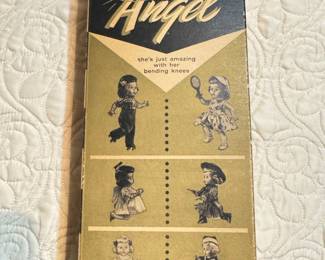 Angel
she's just amazing
with her
bending knees